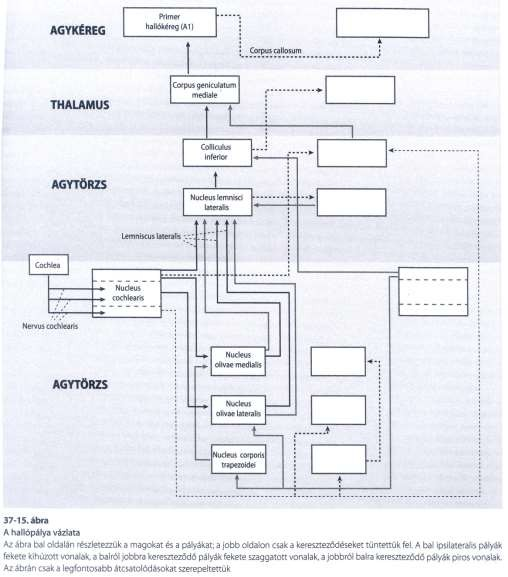 AGYKÉREG
Primer
hallókéreg (A1)
Corpus callosum
THALAMUS
Corpus geniculatum
mediale
Colliculus
inferior
AGYTÖRZS
Nucleus lemnisci
lateralis
Lemniscus lateralis
Cochlea
Nucleus
cochlearis
Nervus cochlearis
Nucleus
olivae medialis
AGYTÖRZS
Nucleus
olivae lateralis
Nucleus corporis
trapezoidei
37-15. ábra
A hallópálya vázlata
Az ábra bal oldalán részletezzük a magokat és a pályákat; a jobb oldalon csak a kereszteződéseket tüntettük fel. A bal ipsilateralis pályák
fekete kihúzott vonalak, a balról jobbra kereszteződő pályák fekete szaggatott vonalak, a jobbról balra kereszteződő pályák piros vonalak.
Az ábrán csak a legfontosabb átcsatolódásokat szerepeltettük